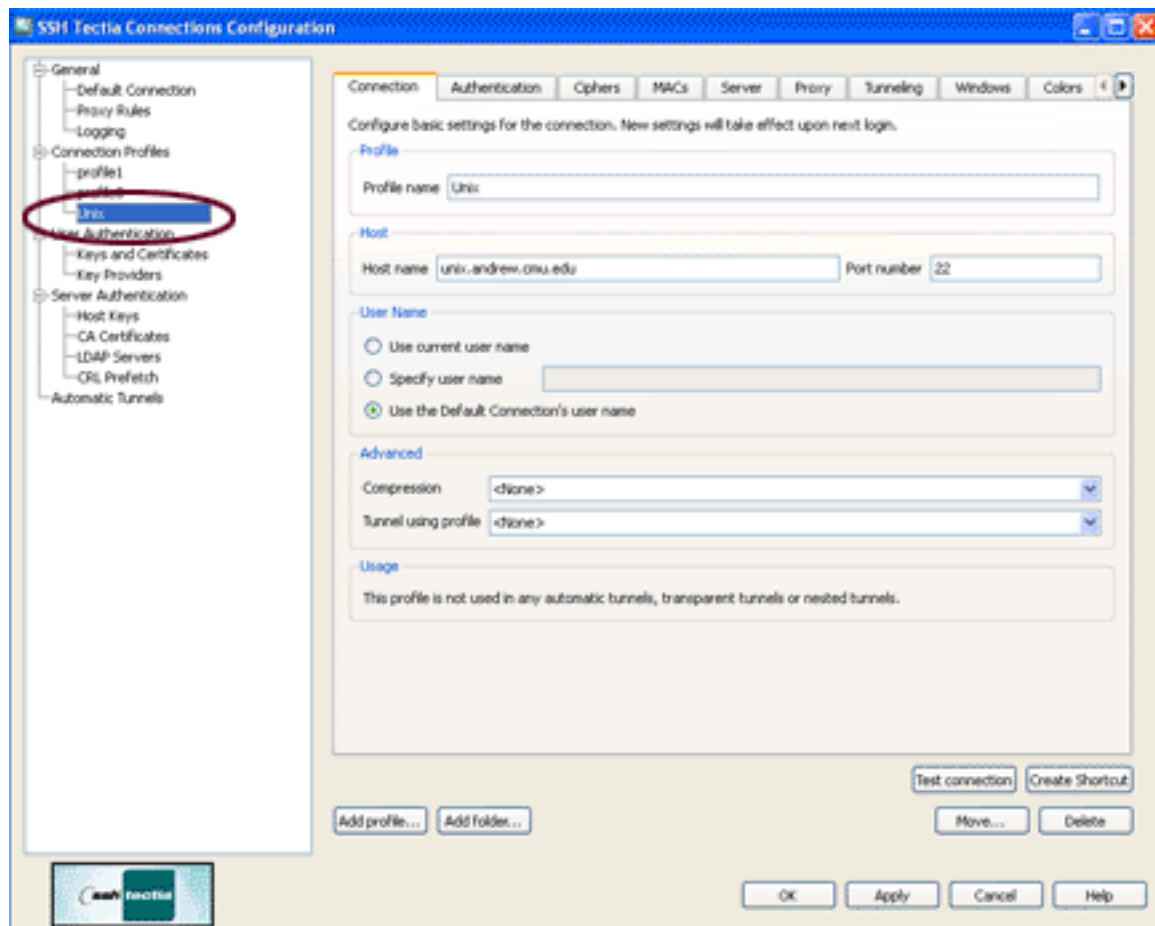 SSH Tectia Connections Configuration
General
Default Connection
Proxy Rules
Logging
Connection Profiles
profile1
Unix
User Authentication
Keys and Certificates
Key Providers
Server Authentication
Host Keys
CA Certificates
LDAP Servers
CRL Prefetch
Automatic Tunnels
Connection Authentication Ciphers MACs Server Proxy Tunneling Windows Colors
Configure basic settings for the connection. New settings will take effect upon next login.
Profile
Profile name Unix
Host
Host name unix.andrew.cmu.edu Port number 22
User Name
Use current user name
Specify user name
Use the Default Connection's user name
Advanced
Compression <None>
Tunnel using profile <None>
Usage
This profile is not used in any automatic tunnels, transparent tunnels or nested tunnels.
Test connection Create Shortcut
Add profile... Add folder... Move... Delete
ssh tectia
OK Apply Cancel Help